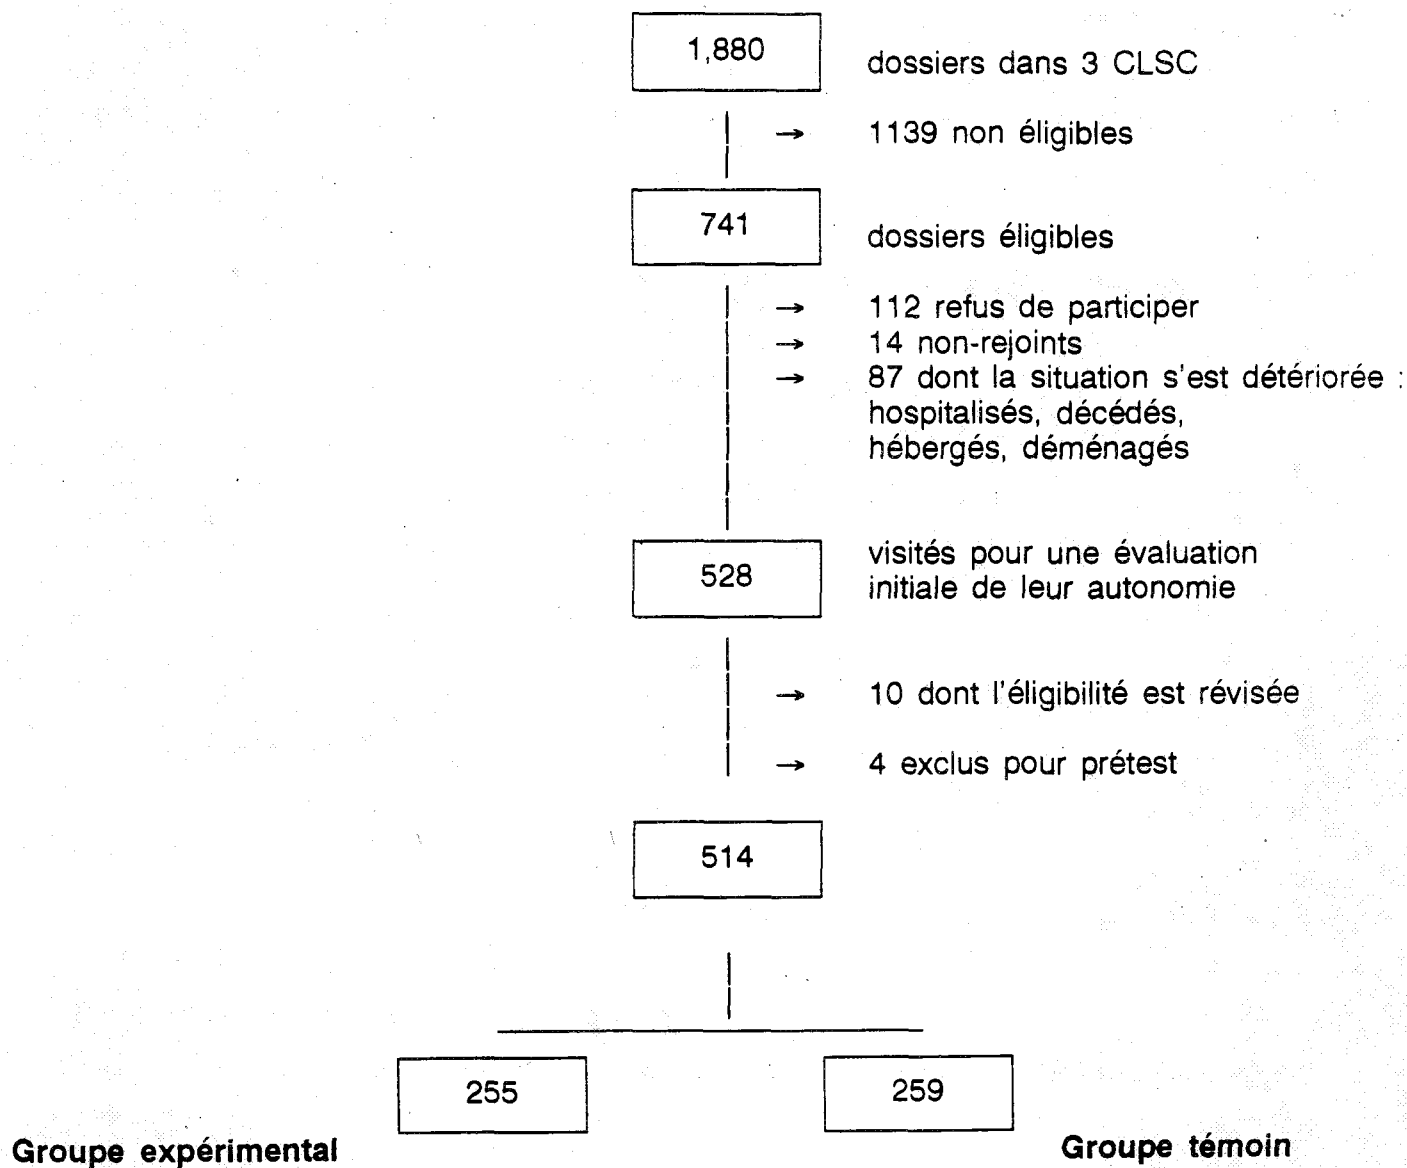 1,880
dossiers dans 3 CLSC
→ 1139 non éligibles
741
dossiers éligibles
→ 112 refus de participer
→ 14 non-rejoints
→ 87 dont la situation s'est détériorée :
hospitalisés, décédés,
hébergés, déménagés
528
visités pour une évaluation
initiale de leur autonomie
→ 10 dont l'éligibilité est révisée
→ 4 exclus pour prétest
514
255
259
Groupe expérimental
Groupe témoin